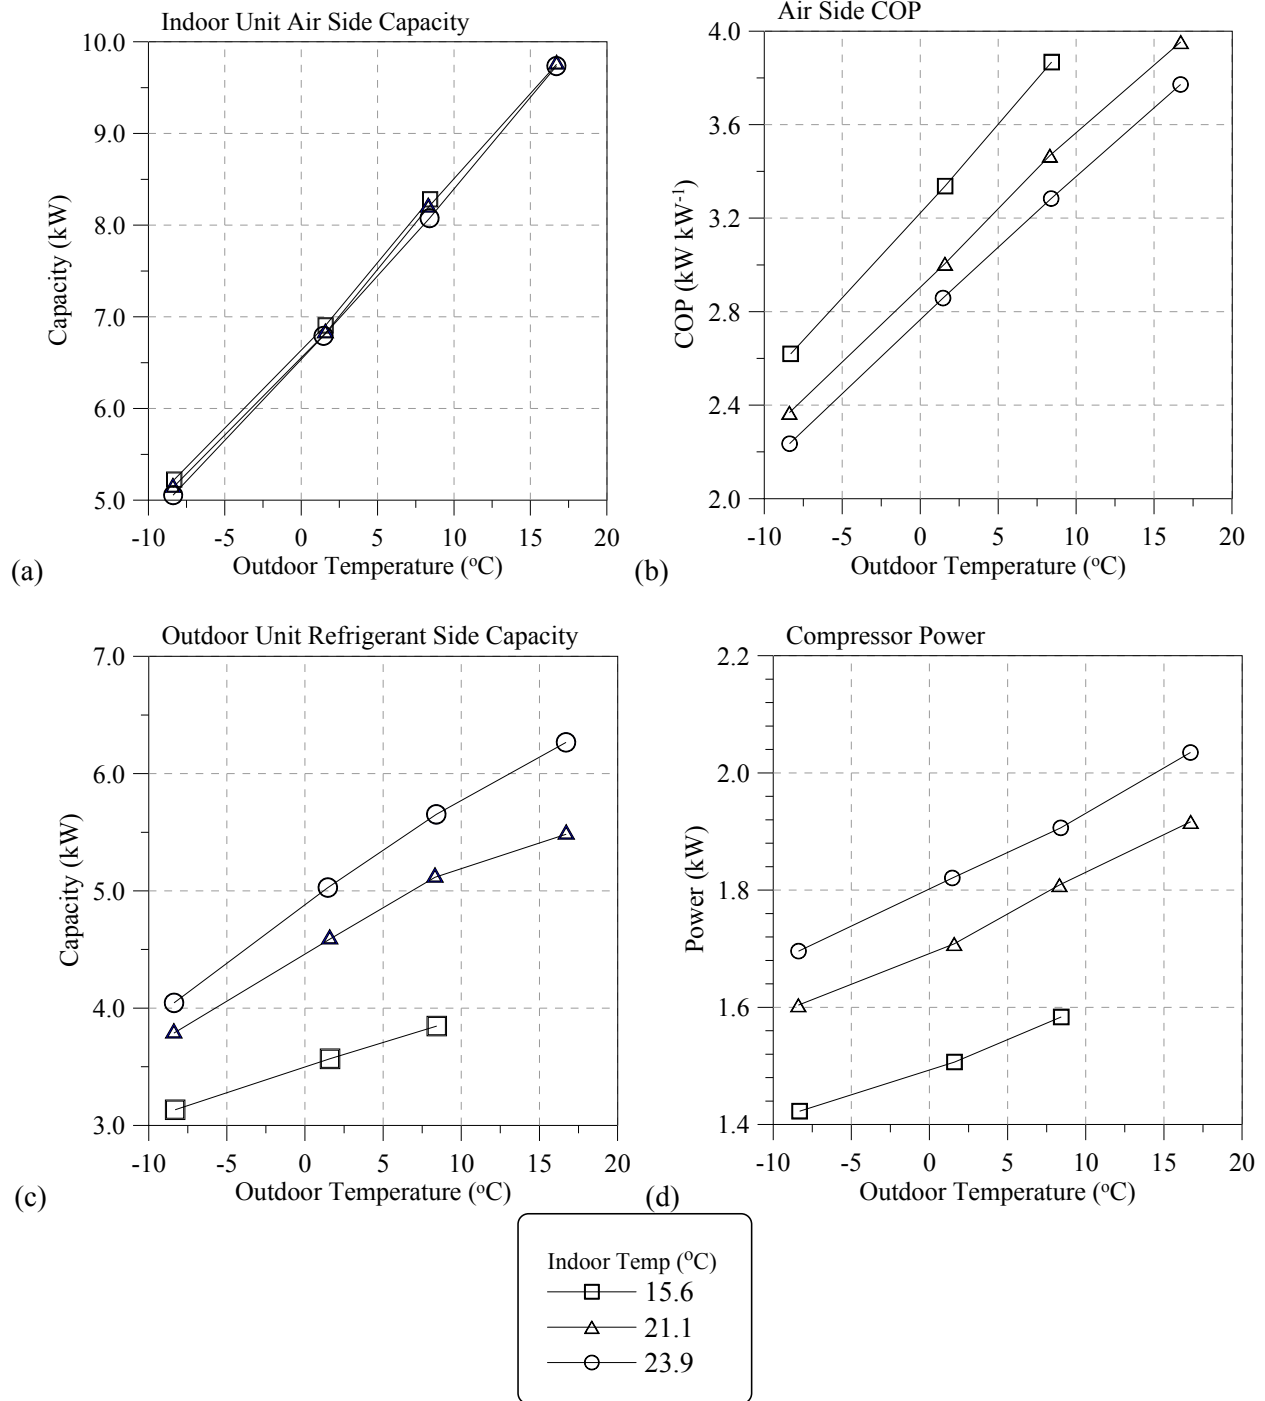 Indoor Unit Air Side Capacity
10.0
9.0
8.0
7.0
6.0
5.0
Capacity (kW)
-10 -5 0 5 10 15 20
Outdoor Temperature (°C)
(a)
Air Side COP
4.0
3.6
3.2
2.8
2.4
2.0
COP (kW kW-1)
-10 -5 0 5 10 15 20
Outdoor Temperature (°C)
(b)
Outdoor Unit Refrigerant Side Capacity
7.0
6.0
5.0
4.0
3.0
Capacity (kW)
-10 -5 0 5 10 15 20
Outdoor Temperature (°C)
(c)
Compressor Power
2.2
2.0
1.8
1.6
1.4
Power (kW)
-10 -5 0 5 10 15 20
Outdoor Temperature (°C)
(d)
Indoor Temp (°C)
15.6
21.1
23.9